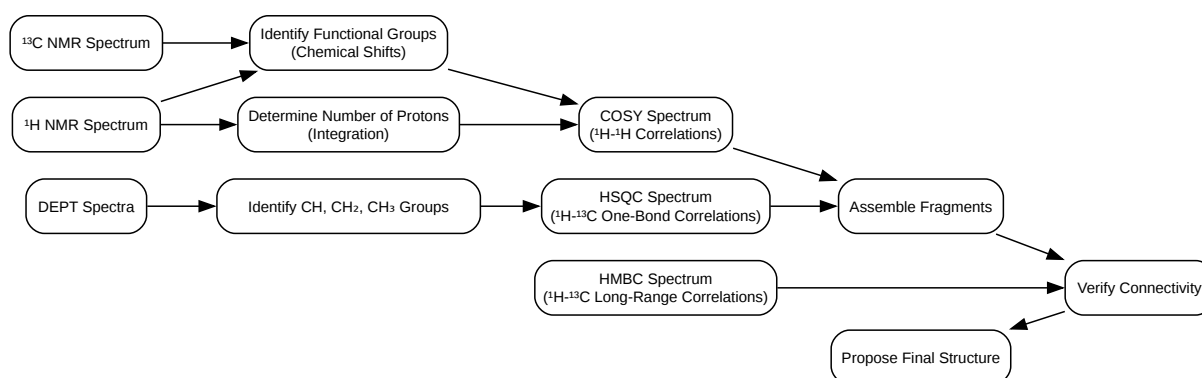 ¹³C NMR Spectrum
Identify Functional Groups
(Chemical Shifts)
¹H NMR Spectrum
Determine Number of Protons
(Integration)
COSY Spectrum
(¹H-¹H Correlations)
DEPT Spectra
Identify CH, CH₂, CH₃ Groups
HSQC Spectrum
(¹H-¹³C One-Bond Correlations)
Assemble Fragments
HMBC Spectrum
(¹H-¹³C Long-Range Correlations)
Verify Connectivity
Propose Final Structure